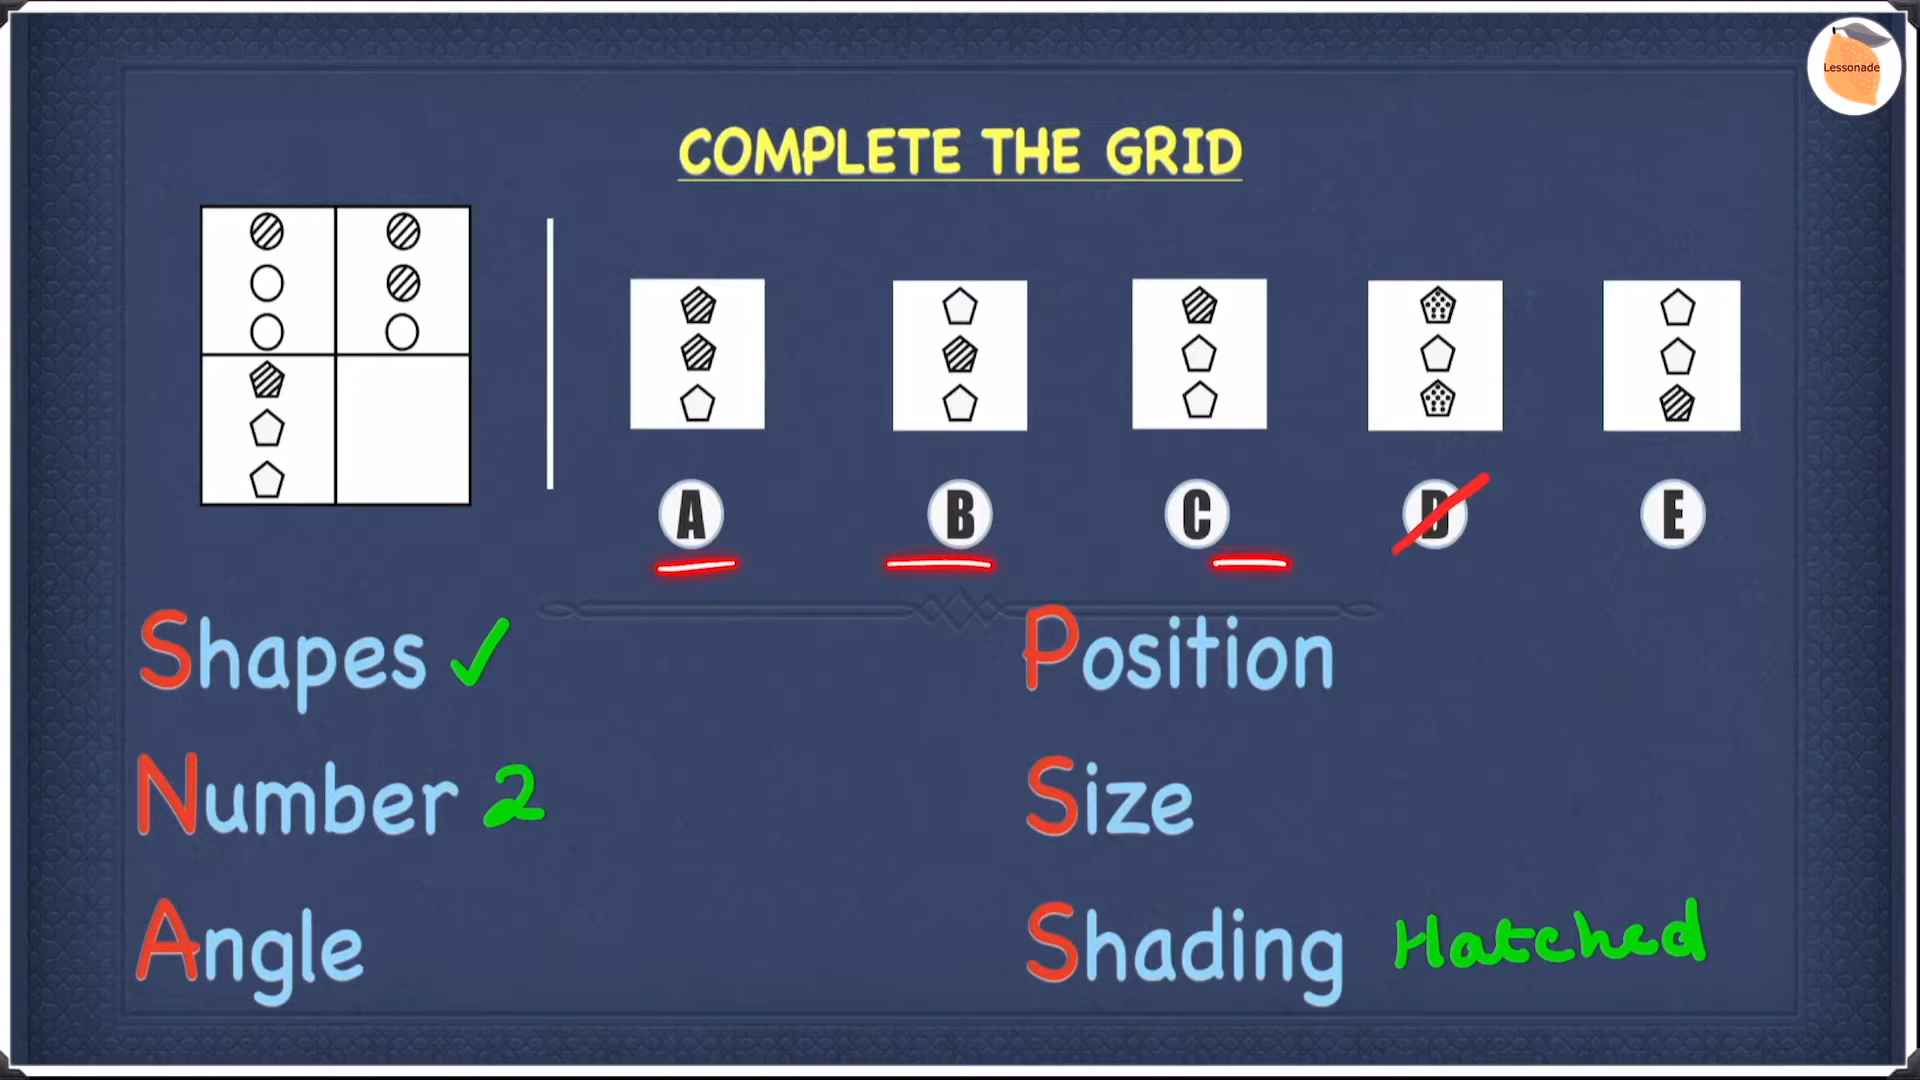 Lessonade
COMPLETE THE GRID
A B C D E
Shapes ✓
Position
Number 2
Size
Angle
Shading Hatched